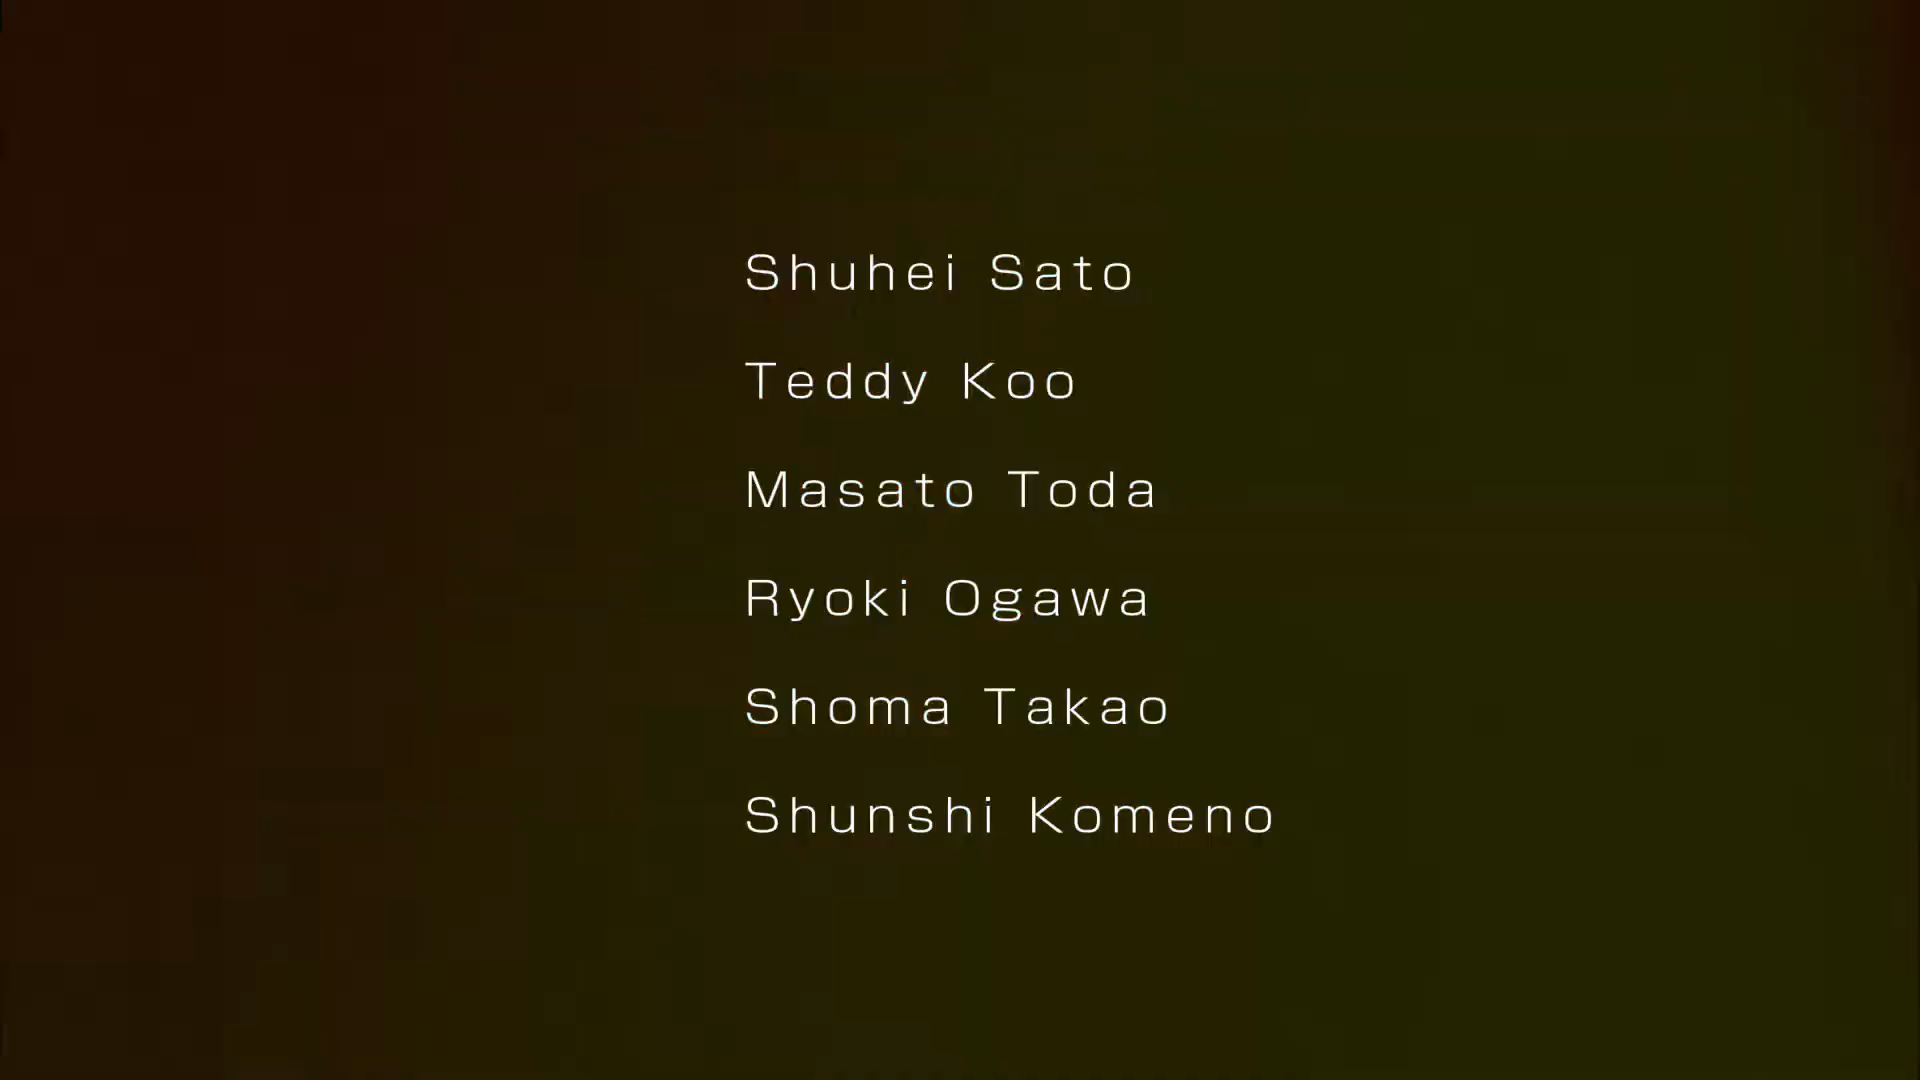 Shuhei Sato
Teddy Koo
Masato Toda
Ryoki Ogawa
Shoma Takao
Shunshi Komeno